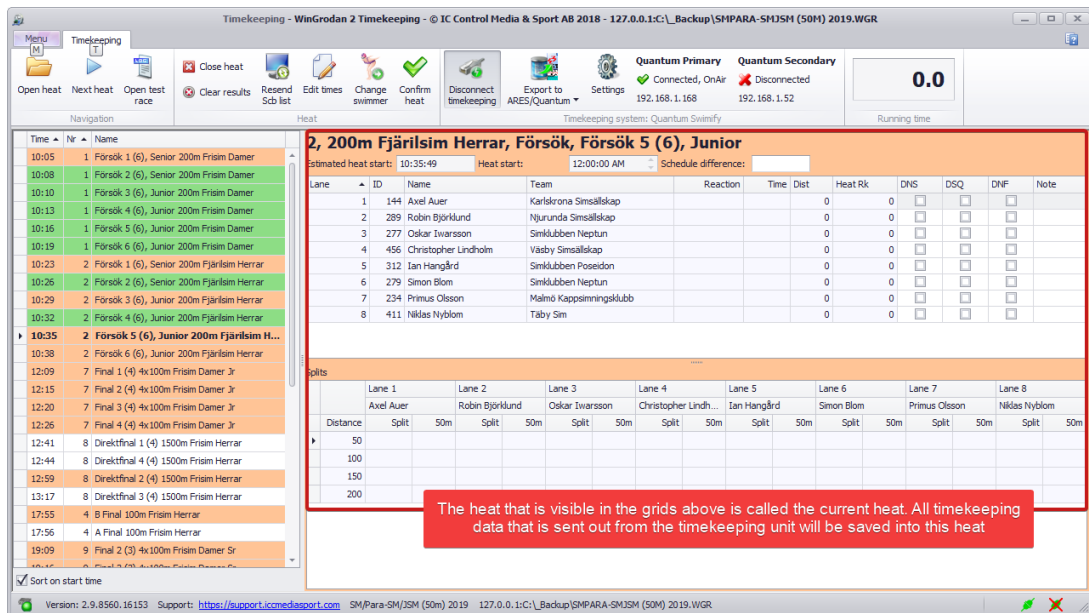 Timekeeping - WinGrodan 2 Timekeeping - © IC Control Media & Sport AB 2018 - 127.0.0.1:C:\_Backup\SMPARA-SMJSM (50M) 2019.WGR
Menu Timekeeping
M T
Open heat Next heat Open test race
Navigation
Close heat
Clear results
Resend Scb list Edit times Change swimmer Confirm heat
Heat
Disconnect timekeeping Export to ARES/Quantum Settings
Quantum Primary Quantum Secondary
Connected, OnAir Disconnected
192.168.1.168 192.168.1.52
Timekeeping system: Quantum Swimify
0.0
Running time
Time Nr Name
10:05 1 Försök 1 (6), Senior 200m Frisim Damer
10:08 1 Försök 2 (6), Senior 200m Frisim Damer
10:10 1 Försök 3 (6), Junior 200m Frisim Damer
10:13 1 Försök 4 (6), Junior 200m Frisim Damer
10:16 1 Försök 5 (6), Junior 200m Frisim Damer
10:19 1 Försök 6 (6), Junior 200m Frisim Damer
10:23 2 Försök 1 (6), Senior 200m Fjärilsim Herrar
10:26 2 Försök 2 (6), Senior 200m Fjärilsim Herrar
10:29 2 Försök 3 (6), Junior 200m Fjärilsim Herrar
10:32 2 Försök 4 (6), Junior 200m Fjärilsim Herrar
10:35 2 Försök 5 (6), Junior 200m Fjärilsim H...
10:38 2 Försök 6 (6), Junior 200m Fjärilsim Herrar
12:09 7 Final 1 (4) 4x100m Frisim Damer Jr
12:15 7 Final 2 (4) 4x100m Frisim Damer Jr
12:20 7 Final 3 (4) 4x100m Frisim Damer Jr
12:26 7 Final 4 (4) 4x100m Frisim Damer Jr
12:41 8 Direktfinal 1 (4) 1500m Frisim Herrar
12:44 8 Direktfinal 4 (4) 1500m Frisim Herrar
12:59 8 Direktfinal 2 (4) 1500m Frisim Herrar
13:17 8 Direktfinal 3 (4) 1500m Frisim Herrar
17:55 4 B Final 100m Frisim Herrar
17:56 4 A Final 100m Frisim Herrar
19:09 9 Final 2 (3) 4x100m Frisim Damer Sr
Sort on start time
2, 200m Fjärilsim Herrar, Försök, Försök 5 (6), Junior
Estimated heat start: 10:35:49 Heat start: 12:00:00 AM Schedule difference:
Lane ID Name Team Reaction Time Dist Heat Rk DNS DSQ DNF Note
1 144 Axel Auer Karlskrona Simsällskap 0 0
2 289 Robin Björklund Njurunda Simsällskap 0 0
3 277 Oskar Iwarsson Simklubben Neptun 0 0
4 456 Christopher Lindholm Väsby Simsällskap 0 0
5 312 Ian Hangård Simklubben Poseidon 0 0
6 279 Simon Blom Simklubben Neptun 0 0
7 234 Primus Olsson Malmö Kappsimningsklubb 0 0
8 411 Niklas Nyblom Täby Sim 0 0
Splits
Lane 1 Lane 2 Lane 3 Lane 4 Lane 5 Lane 6 Lane 7 Lane 8
Axel Auer Robin Björklund Oskar Iwarsson Christopher Lindh... Ian Hangård Simon Blom Primus Olsson Niklas Nyblom
Distance Split 50m Split 50m Split 50m Split 50m Split 50m Split 50m Split 50m Split 50m
50
100
150
200
The heat that is visible in the grids above is called the current heat. All timekeeping
data that is sent out from the timekeeping unit will be saved into this heat
Version: 2.9.8560.16153 Support: https://support.iccmediasport.com SM/Para-SM/JSM (50m) 2019 127.0.0.1:C:\_Backup\SMPARA-SMJSM (50M) 2019.WGR